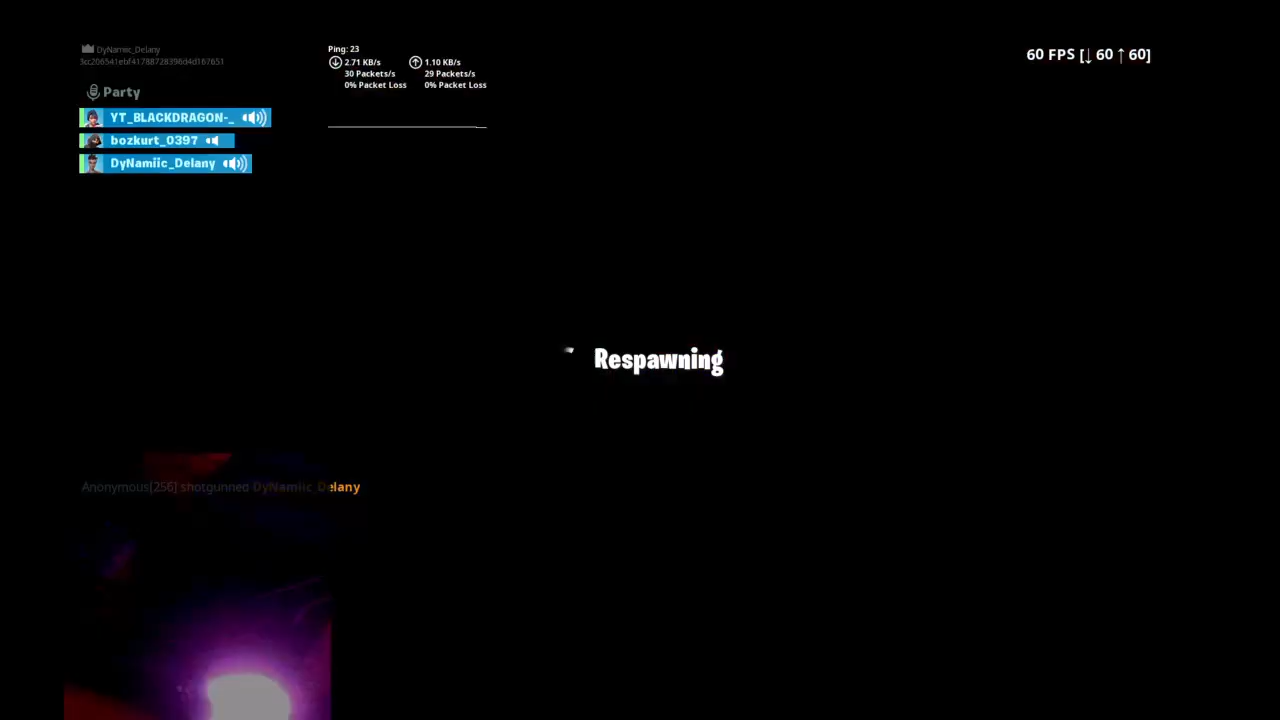 DyNamiic_Delany
Ping: 23
2.71 KB/s 1.10 KB/s
30 Packets/s 29 Packets/s
0% Packet Loss 0% Packet Loss
60 FPS [↓ 60 ↑ 60]
Party
YT_BLACKDRAGON-_
bozkurt_0397
DyNamiic_Delany
Respawning
Anonymous[256] shotgunned DyNamiic_Delany